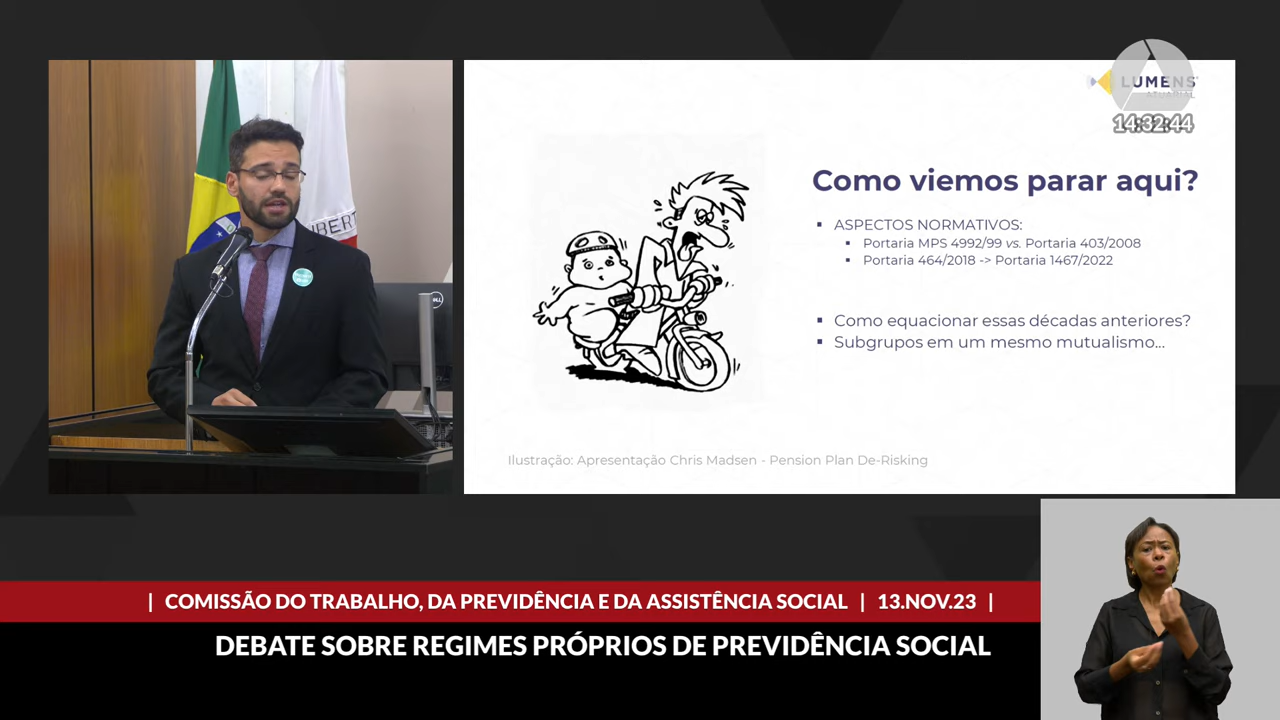 LUMENS
14:32:44
Como viemos parar aqui?
▪ ASPECTOS NORMATIVOS:
▪ Portaria MPS 4992/99 vs. Portaria 403/2008
▪ Portaria 464/2018 -> Portaria 1467/2022
▪ Como equacionar essas décadas anteriores?
▪ Subgrupos em um mesmo mutualismo...
Ilustração: Apresentação Chris Madsen - Pension Plan De-Risking
DELL
| COMISSÃO DO TRABALHO, DA PREVIDÊNCIA E DA ASSISTÊNCIA SOCIAL | 13.NOV.23 |
DEBATE SOBRE REGIMES PRÓPRIOS DE PREVIDÊNCIA SOCIAL